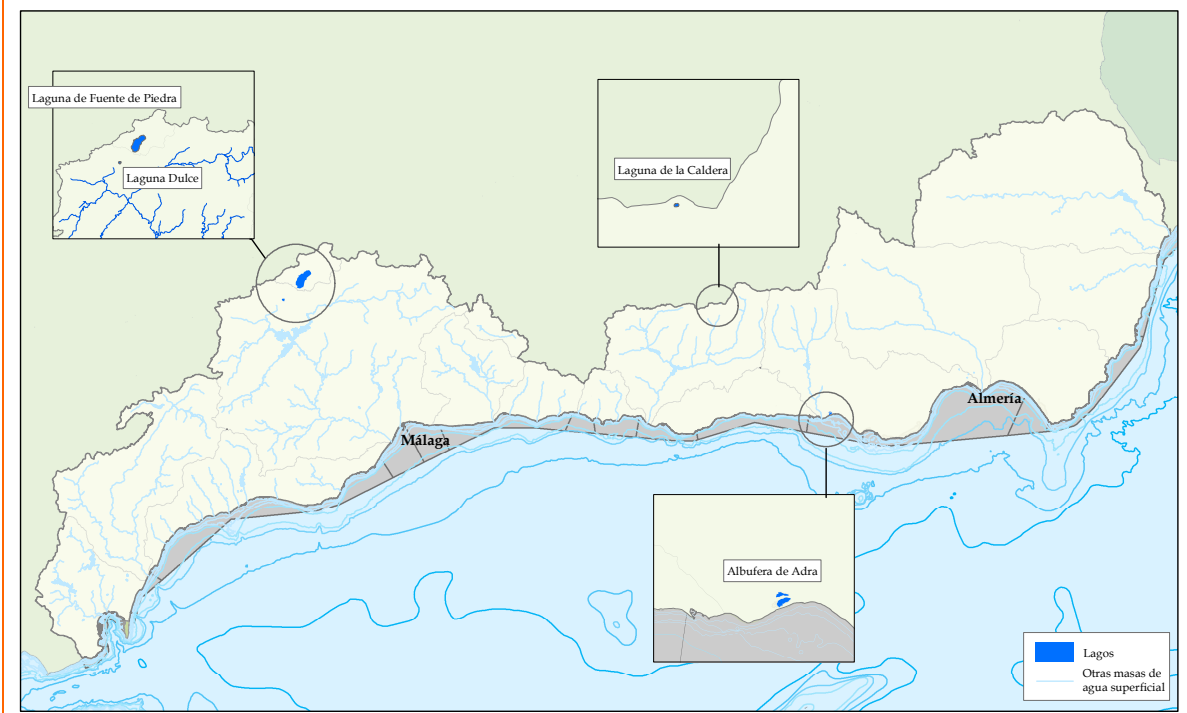 Laguna de Fuente de Piedra
Laguna Dulce
Laguna de la Caldera
Málaga
Almería
Albufera de Adra
Lagos
Otras masas de
agua superficial